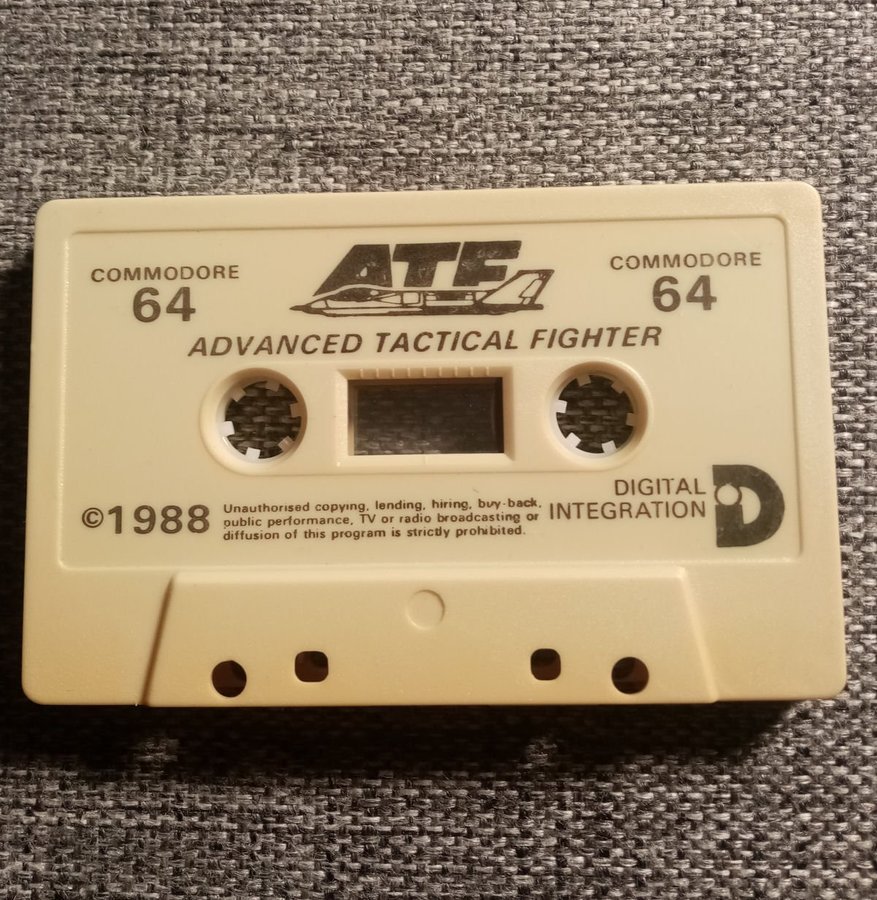 ATF
COMMODORE
64
COMMODORE
64
ADVANCED TACTICAL FIGHTER
©1988
Unauthorised copying, lending, hiring, buy-back,
public performance, TV or radio broadcasting or
diffusion of this program is strictly prohibited.
DIGITAL
INTEGRATION
iD